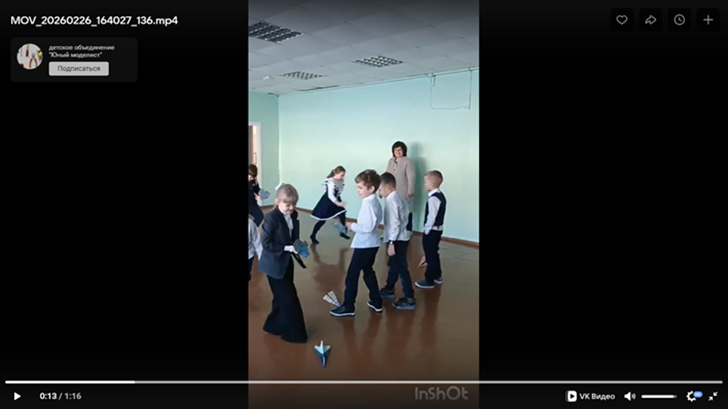 MOV_20260226_164027_136.mp4
детское объединение
"Юный моделист"
Подписаться
InShOt
0:13 / 1:16
VK Видео